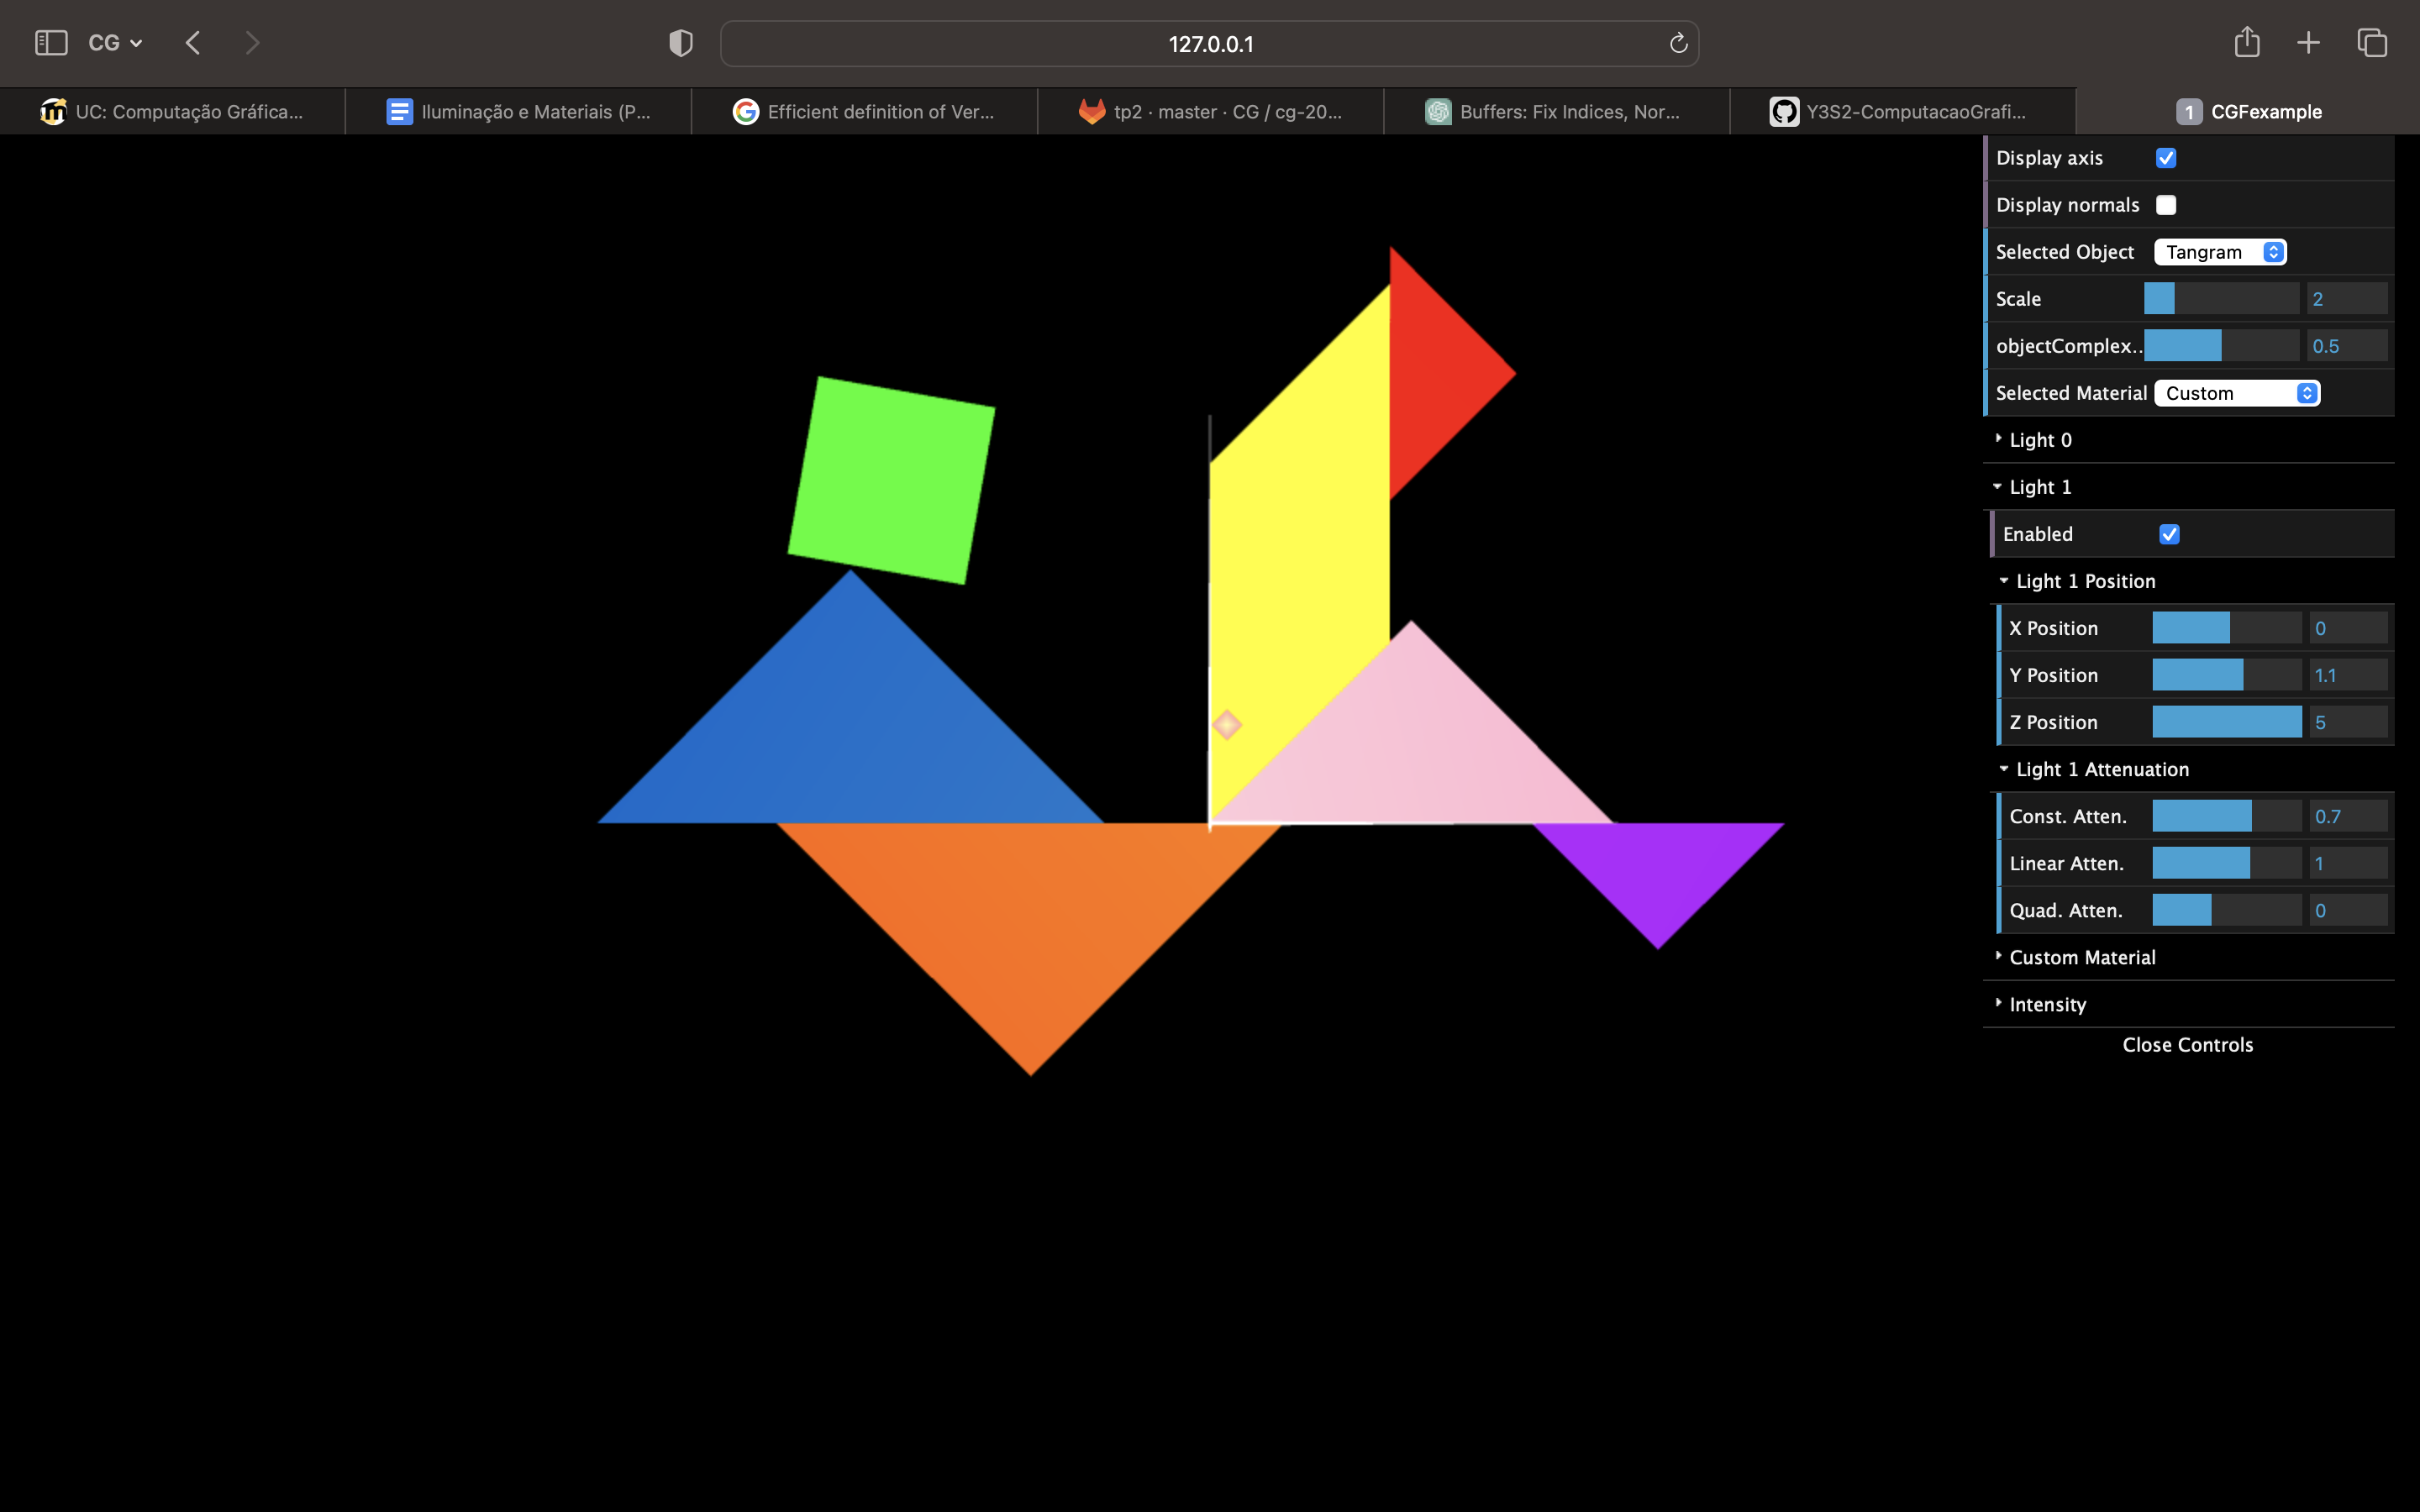 CG
127.0.0.1
UC: Computação Gráfica...
Iluminação e Materiais (P...
Efficient definition of Ver...
tp2 · master · CG / cg-20...
Buffers: Fix Indices, Nor...
Y3S2-ComputacaoGrafi...
1 CGFexample
Display axis
Display normals
Selected Object Tangram
Scale 2
objectComplex.. 0.5
Selected Material Custom
Light 0
Light 1
Enabled
Light 1 Position
X Position 0
Y Position 1.1
Z Position 5
Light 1 Attenuation
Const. Atten. 0.7
Linear Atten. 1
Quad. Atten. 0
Custom Material
Intensity
Close Controls